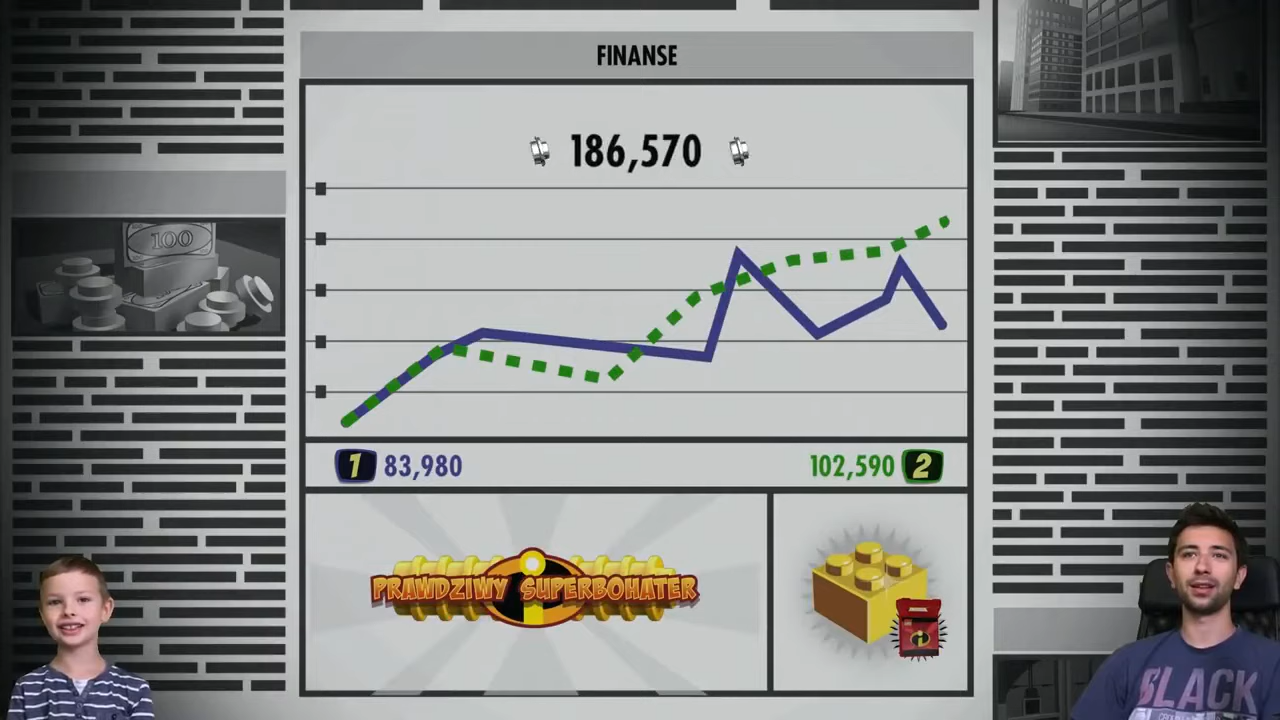 FINANSE
186,570
100
1 83,980
102,590 2
PRAWDZIWY SUPERBOHATER
BLACK